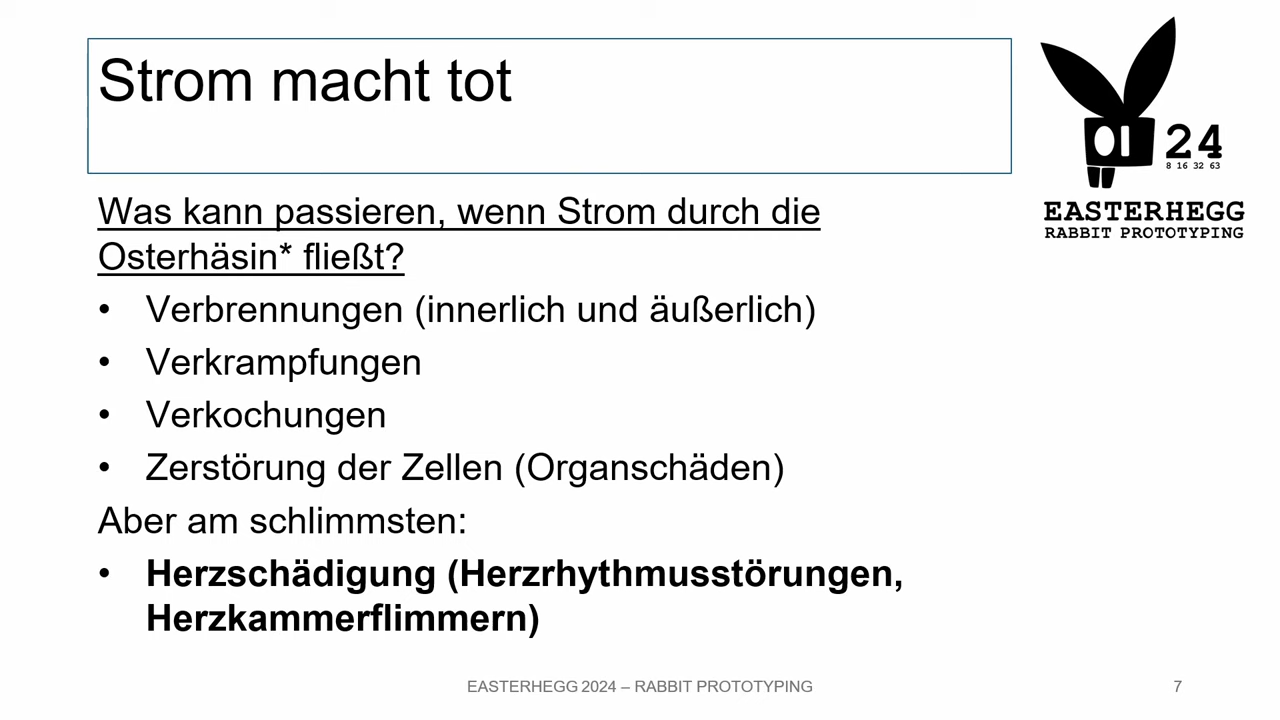 Strom macht tot
24
8 16 32 63
EASTERHEGG
RABBIT PROTOTYPING
Was kann passieren, wenn Strom durch die
Osterhäsin* fließt?
• Verbrennungen (innerlich und äußerlich)
• Verkrampfungen
• Verkochungen
• Zerstörung der Zellen (Organschäden)
Aber am schlimmsten:
• Herzschädigung (Herzrhythmusstörungen,
Herzkammerflimmern)
EASTERHEGG 2024 – RABBIT PROTOTYPING
7